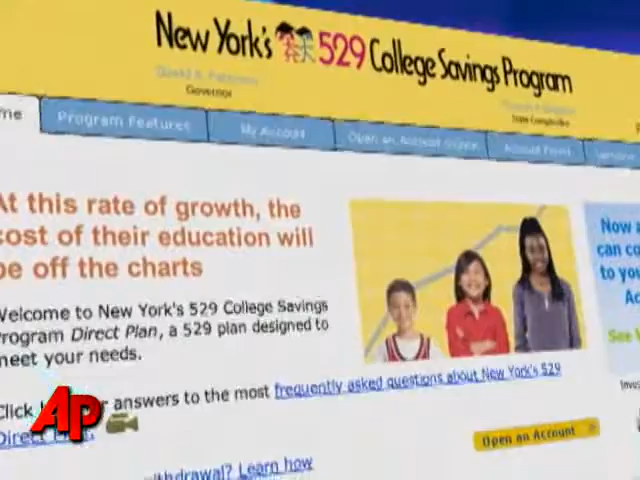 New York's 529 College Savings Program
Governor
State Comptroller
Program Features
My Account
Open an Account Online
Account Forms
At this rate of growth, the
cost of their education will
be off the charts
Now a
can co
to you
Ac
See
Welcome to New York's 529 College Savings
Program Direct Plan, a 529 plan designed to
meet your needs.
Click answers to the most frequently asked questions about New York's 529
Direct
AP
Open an Account
withdrawal? Learn how